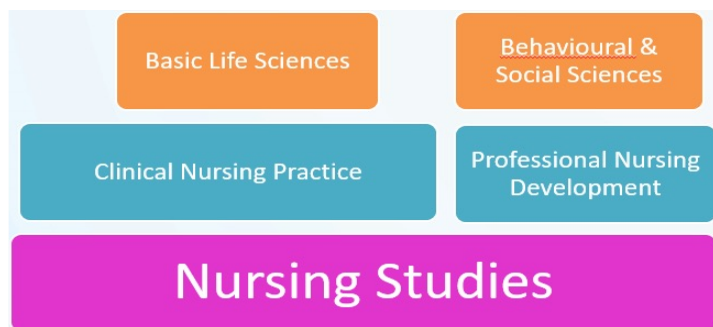 Basic Life Sciences
Behavioural &
Social Sciences
Clinical Nursing Practice
Professional Nursing
Development
Nursing Studies